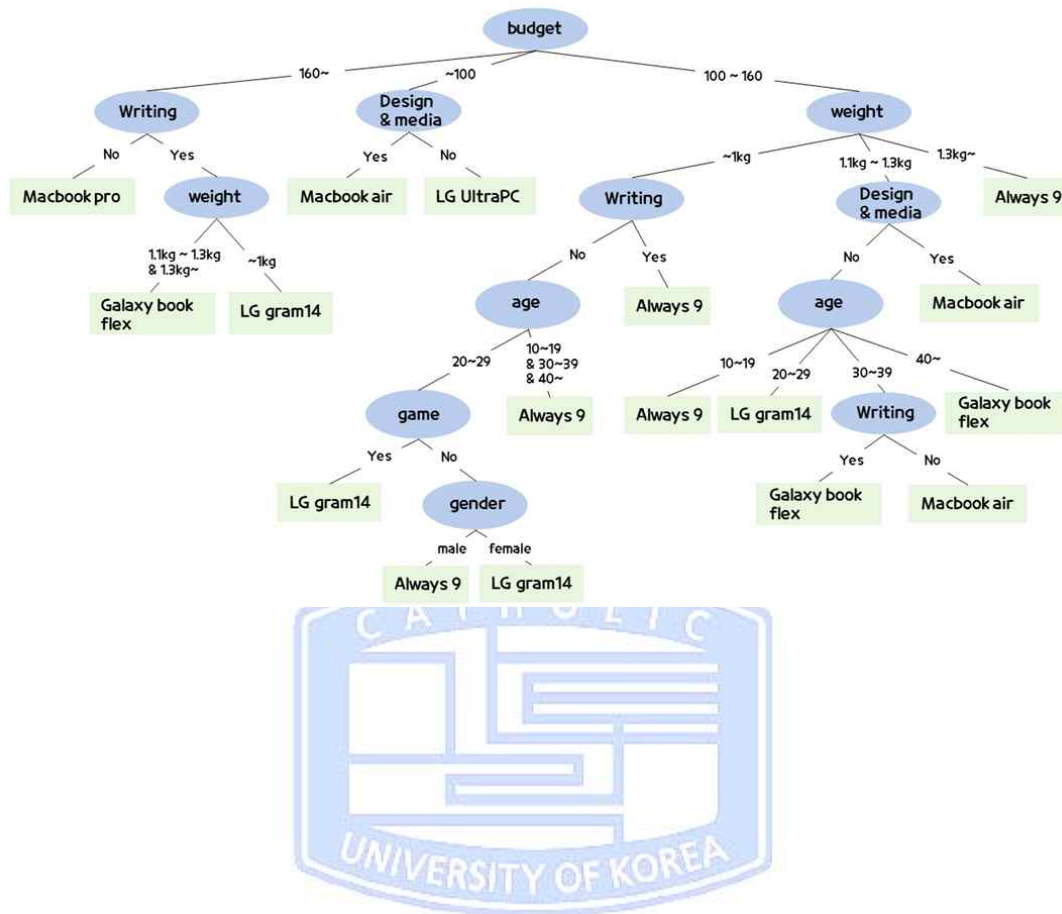 budget
160~
~100
100 ~ 160
Writing
Design
& media
weight
No
Yes
Yes
No
~1kg
1.1kg ~ 1.3kg
1.3kg~
Macbook pro
weight
Macbook air
LG UltraPC
Writing
Design
& media
Always 9
1.1kg ~ 1.3kg
& 1.3kg~
~1kg
No
Yes
No
Yes
Galaxy book
flex
LG gram14
age
Always 9
age
Macbook air
20~29
10~19
& 30~39
& 40~
10~19
20~29
30~39
40~
game
Always 9
Always 9
LG gram14
Writing
Galaxy book
flex
Yes
No
Yes
No
LG gram14
gender
Galaxy book
flex
Macbook air
male
female
Always 9
LG gram14
CATHOLIC
UNIVERSITY OF KOREA